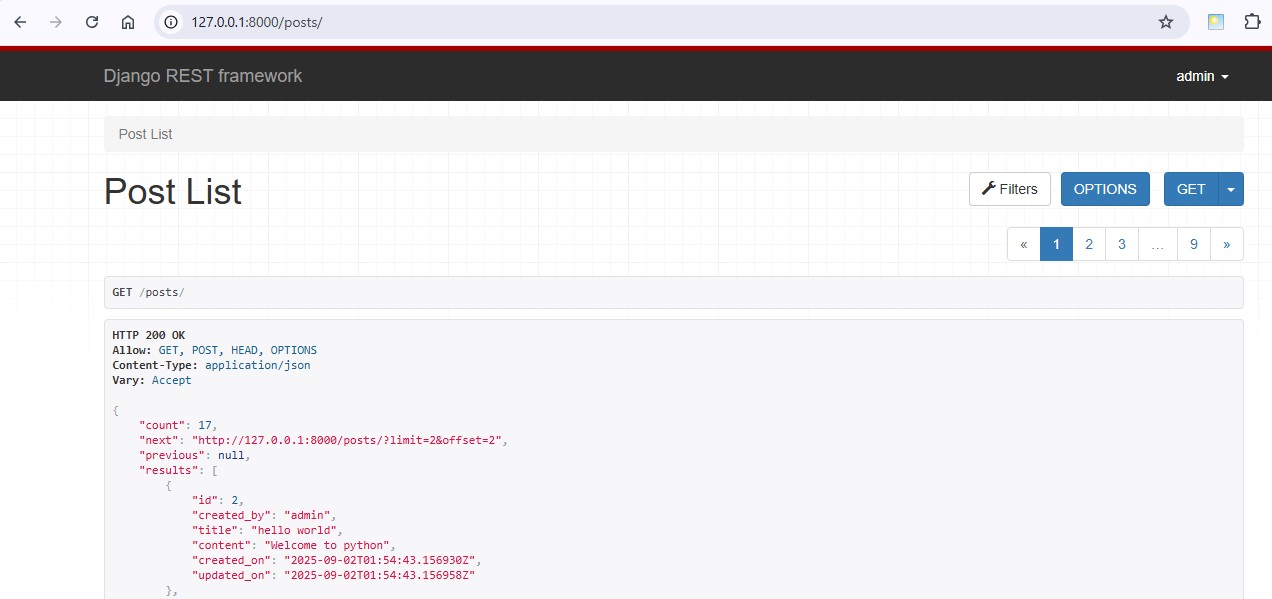 127.0.0.1:8000/posts/
Django REST framework
admin
Post List
Post List
Filters
OPTIONS
GET
« 1 2 3 … 9 »
GET /posts/
HTTP 200 OK
Allow: GET, POST, HEAD, OPTIONS
Content-Type: application/json
Vary: Accept
{
    "count": 17,
    "next": "http://127.0.0.1:8000/posts/?limit=2&offset=2",
    "previous": null,
    "results": [
        {
            "id": 2,
            "created_by": "admin",
            "title": "hello world",
            "content": "Welcome to python",
            "created_on": "2025-09-02T01:54:43.156930Z",
            "updated_on": "2025-09-02T01:54:43.156958Z"
        },